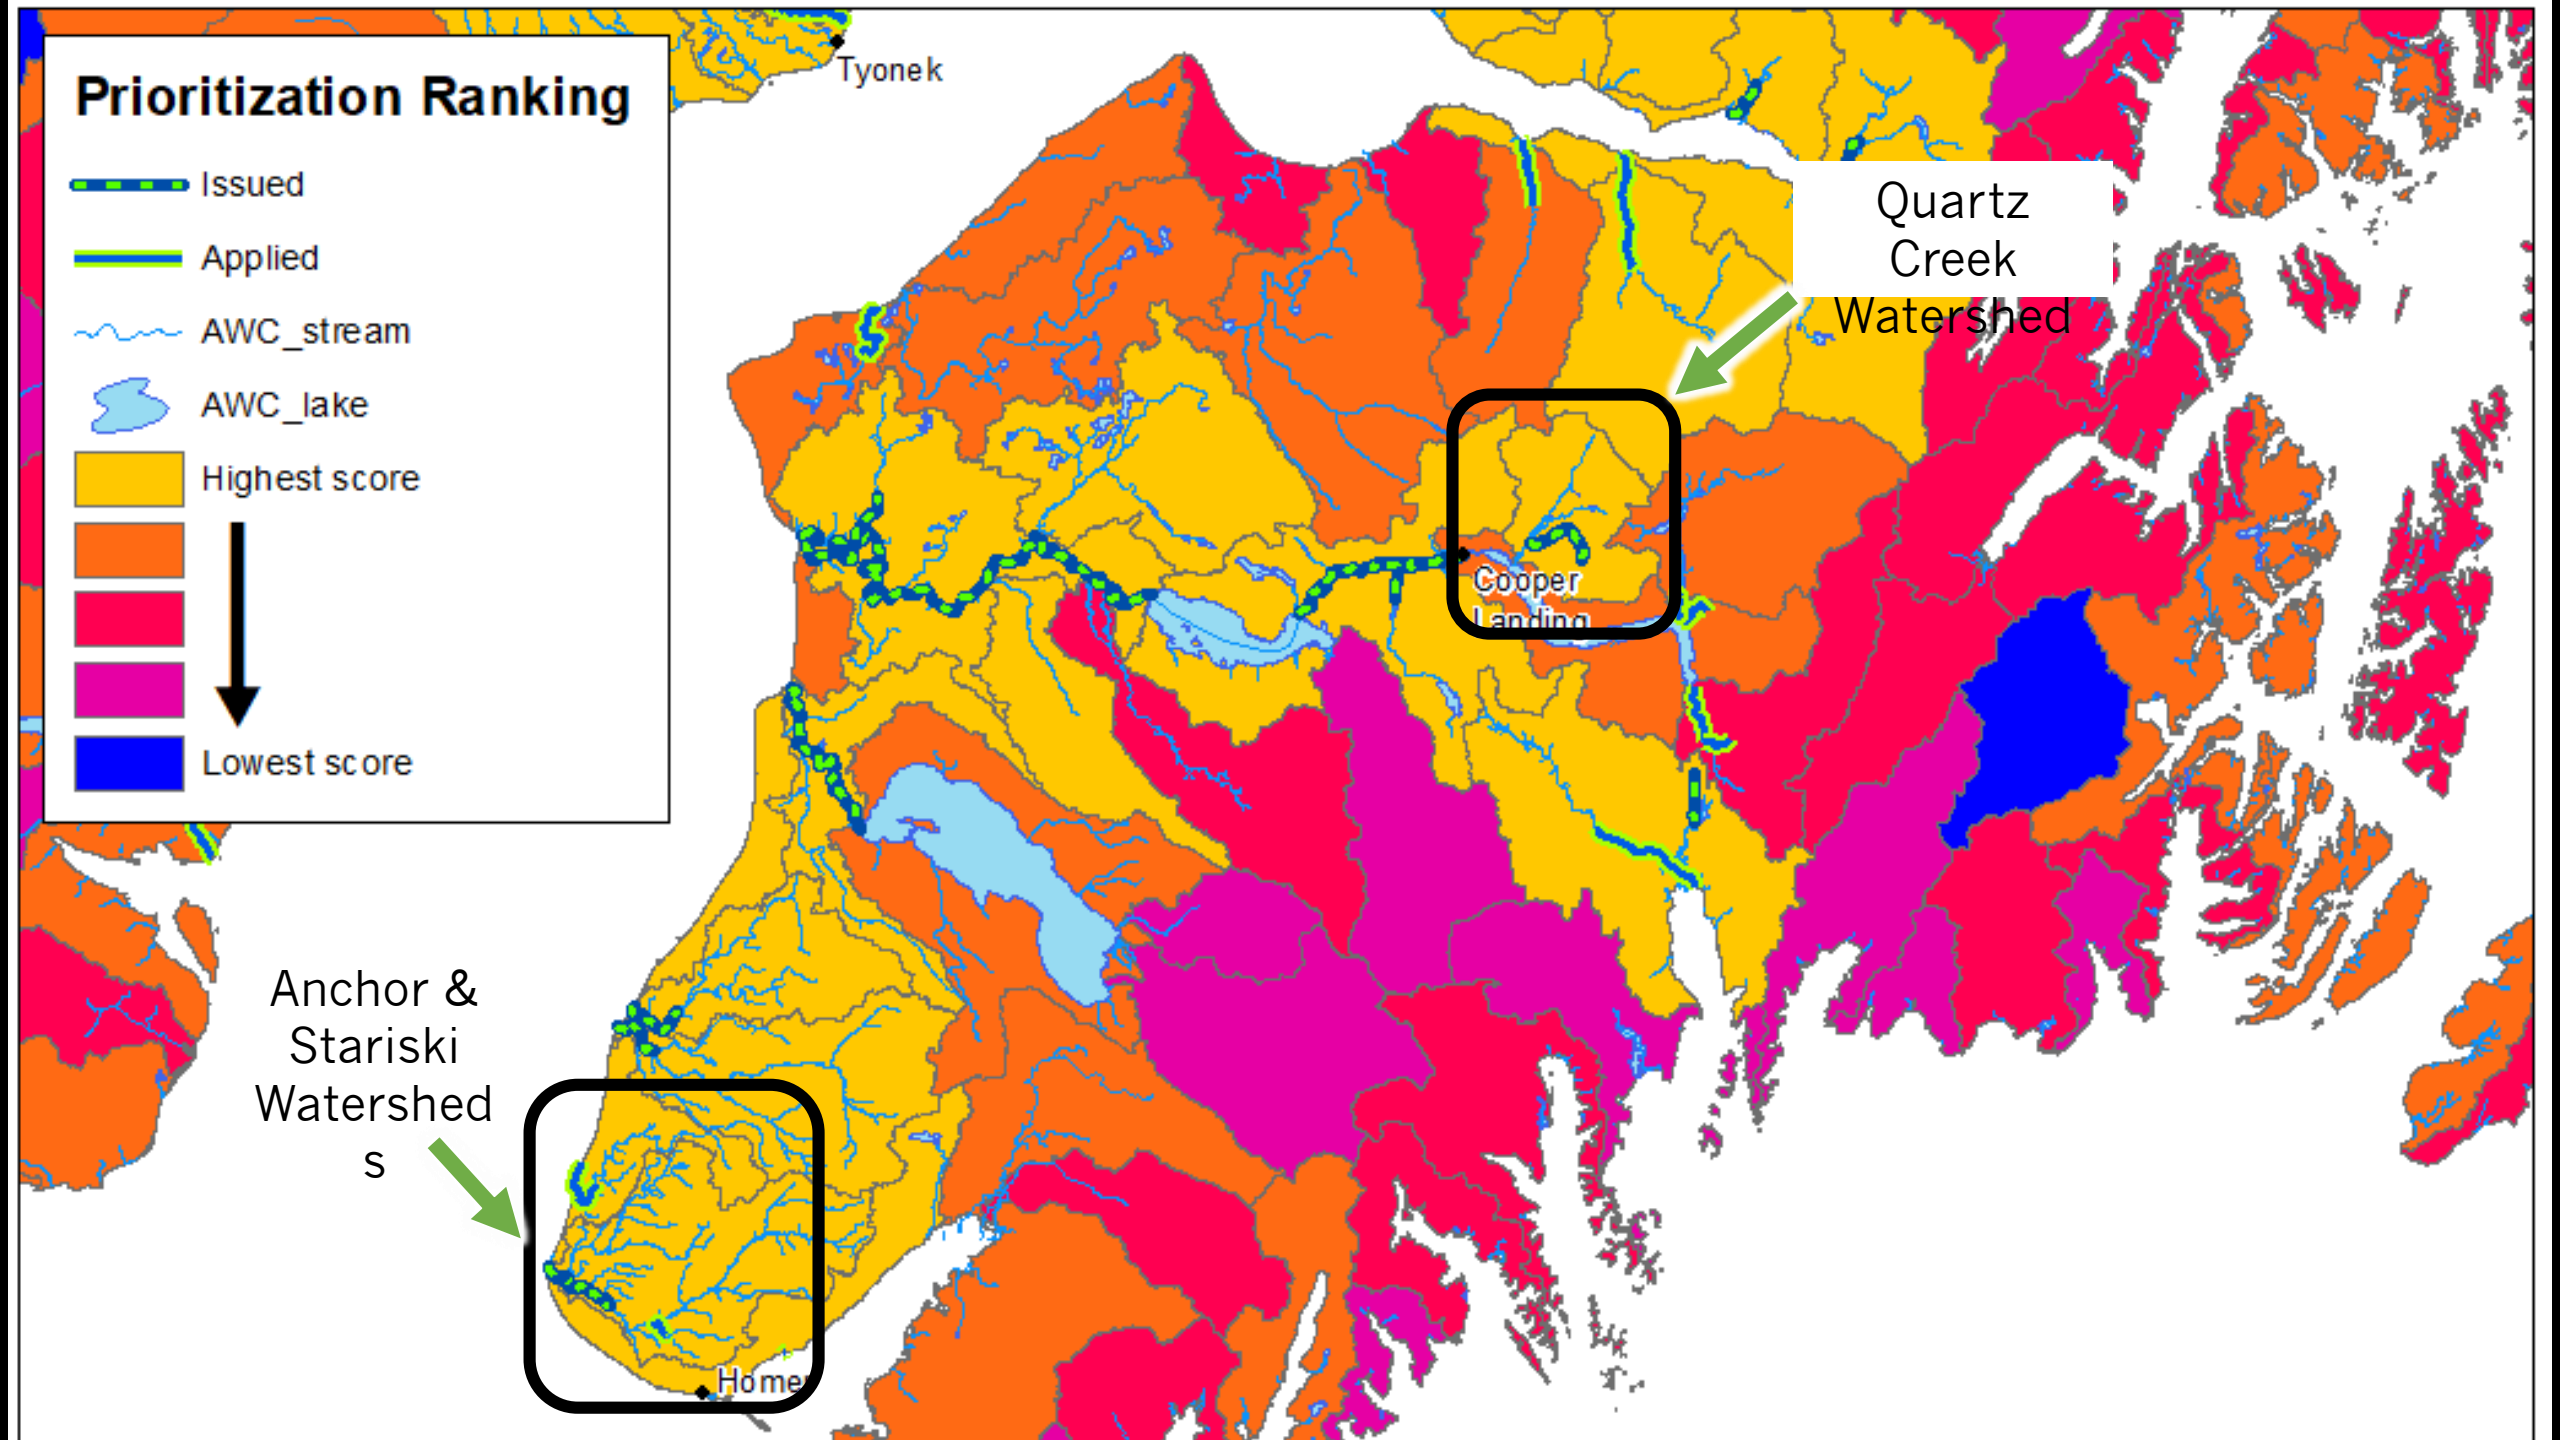 Tyonek
Prioritization Ranking
Issued
Applied
AWC_stream
AWC_lake
Highest score
Lowest score
Quartz
Creek
Watershed
Cooper
Landing
Anchor &
Stariski
Watershed
s
Homer